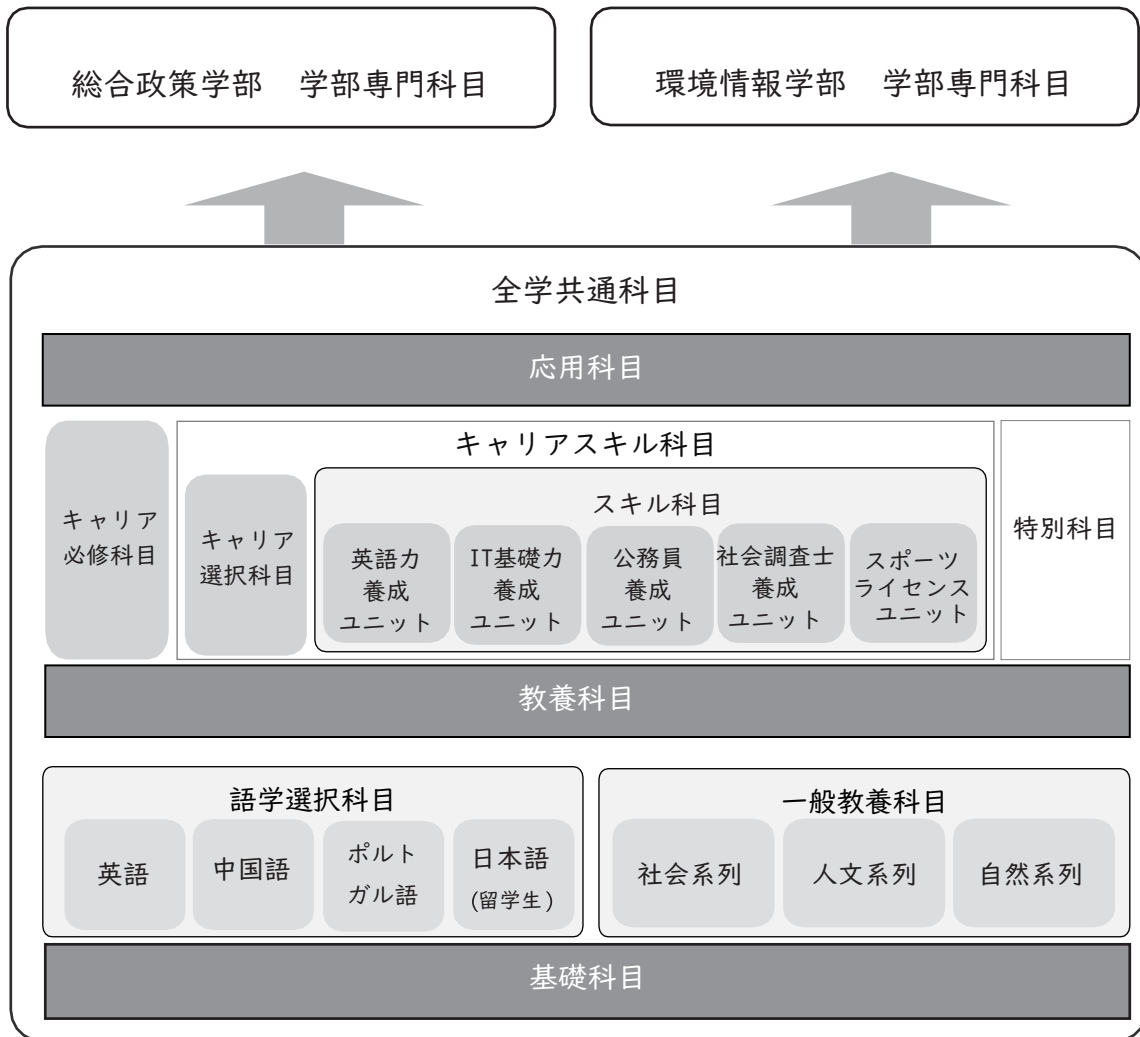 総合政策学部　学部専門科目
環境情報学部　学部専門科目
全学共通科目
応用科目
キャリア
必修科目
キャリアスキル科目
キャリア
選択科目
スキル科目
英語力
養成
ユニット
IT基礎力
養成
ユニット
公務員
養成
ユニット
社会調査士
養成
ユニット
スポーツ
ライセンス
ユニット
特別科目
教養科目
語学選択科目
英語
中国語
ポルト
ガル語
日本語
(留学生)
一般教養科目
社会系列
人文系列
自然系列
基礎科目